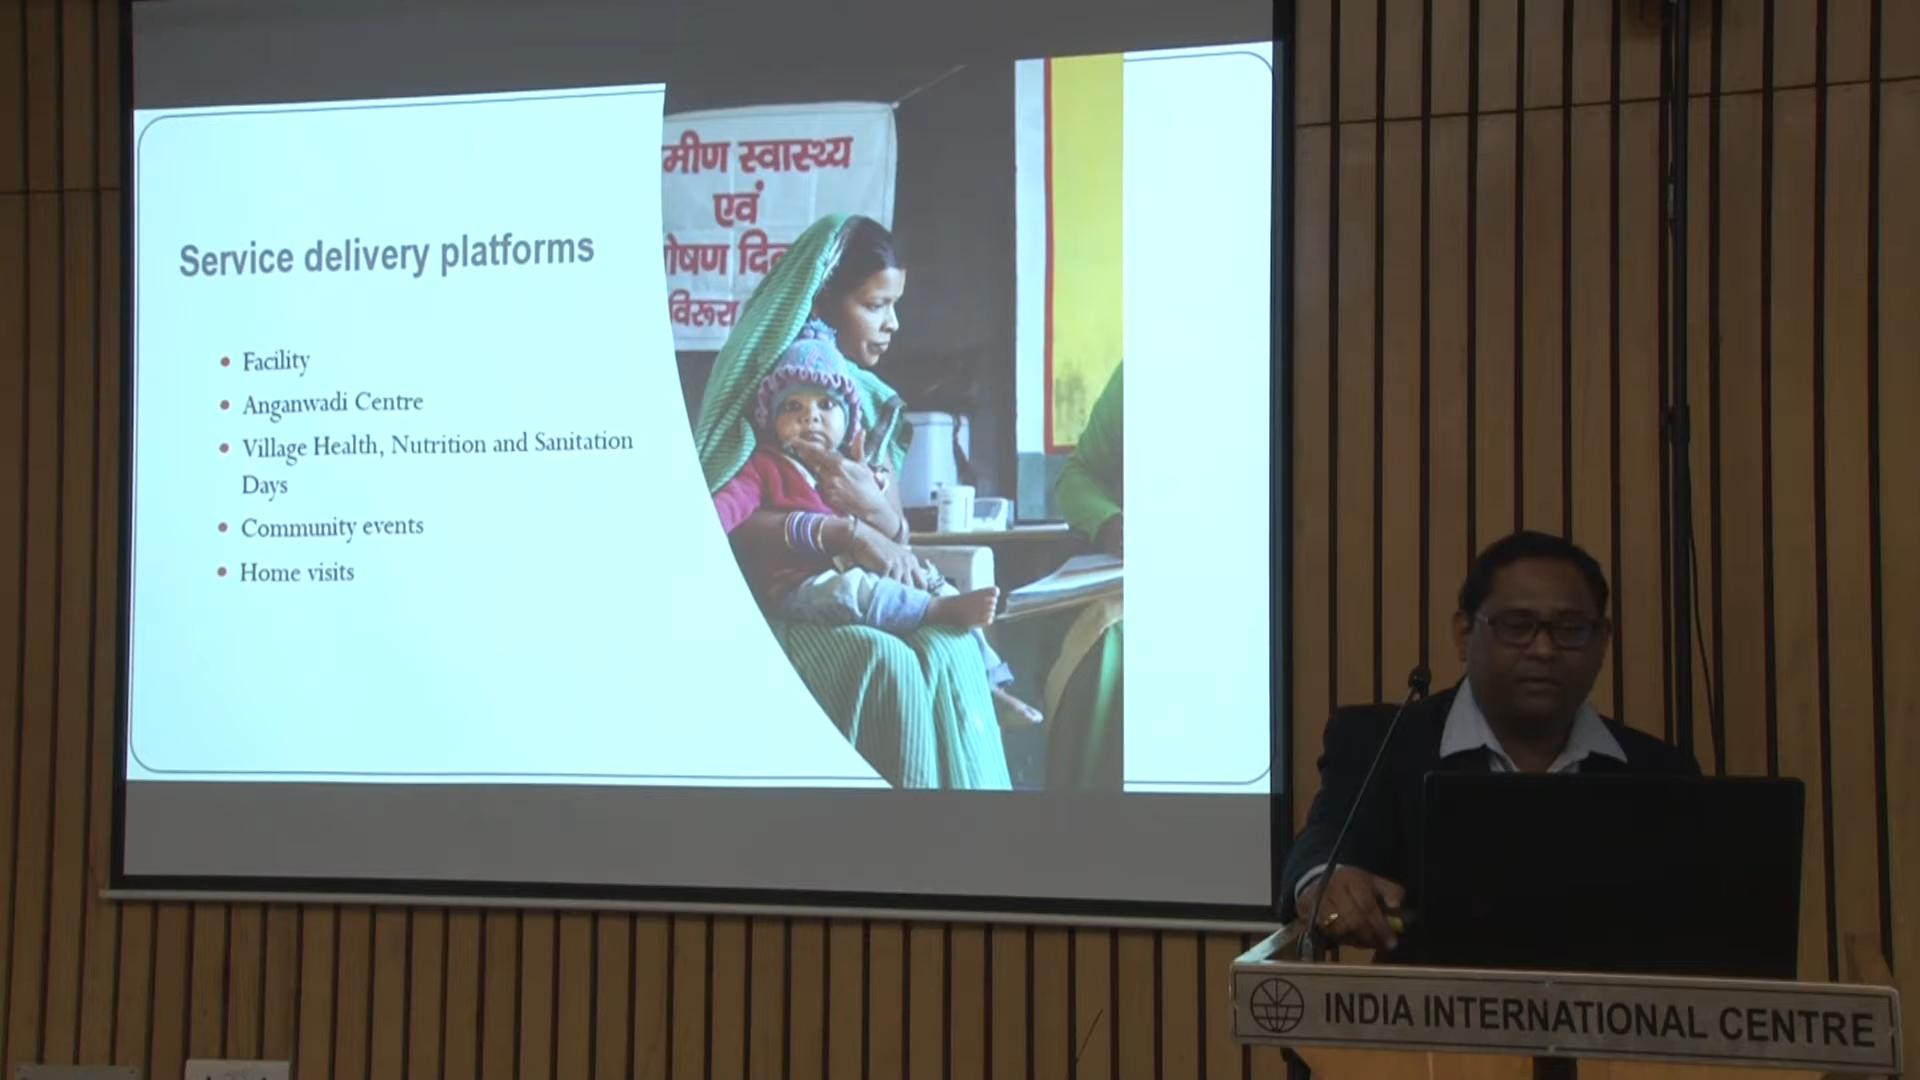 Service delivery platforms
Facility
Anganwadi Centre
Village Health, Nutrition and Sanitation
Days
Community events
Home visits
मीण स्वास्थ्य
एवं
षण दि
विरूरा
INDIA INTERNATIONAL CENTRE